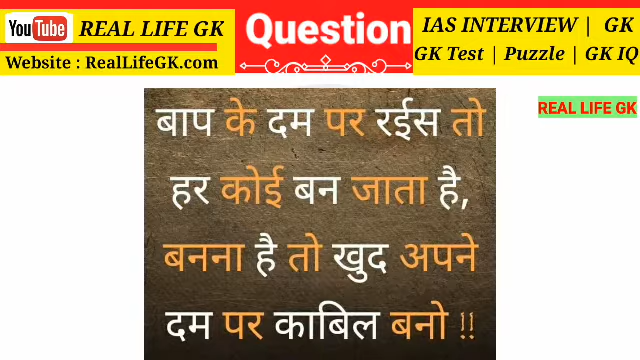 YouTube REAL LIFE GK
Website : RealLifeGK.com
Question
IAS INTERVIEW | GK
GK Test | Puzzle | GK IQ
REAL LIFE GK
बाप के दम पर रईस तो
हर कोई बन जाता है,
बनना है तो खुद अपने
दम पर काबिल बनो !!